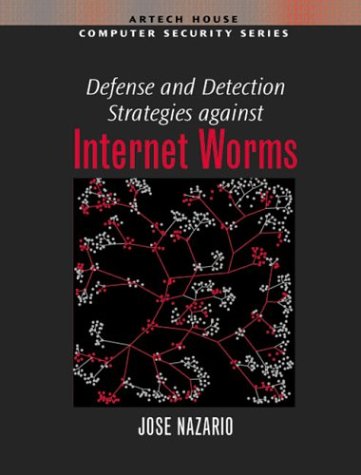 ARTECH HOUSE
COMPUTER SECURITY SERIES
Defense and Detection
Strategies against
Internet Worms
JOSE NAZARIO